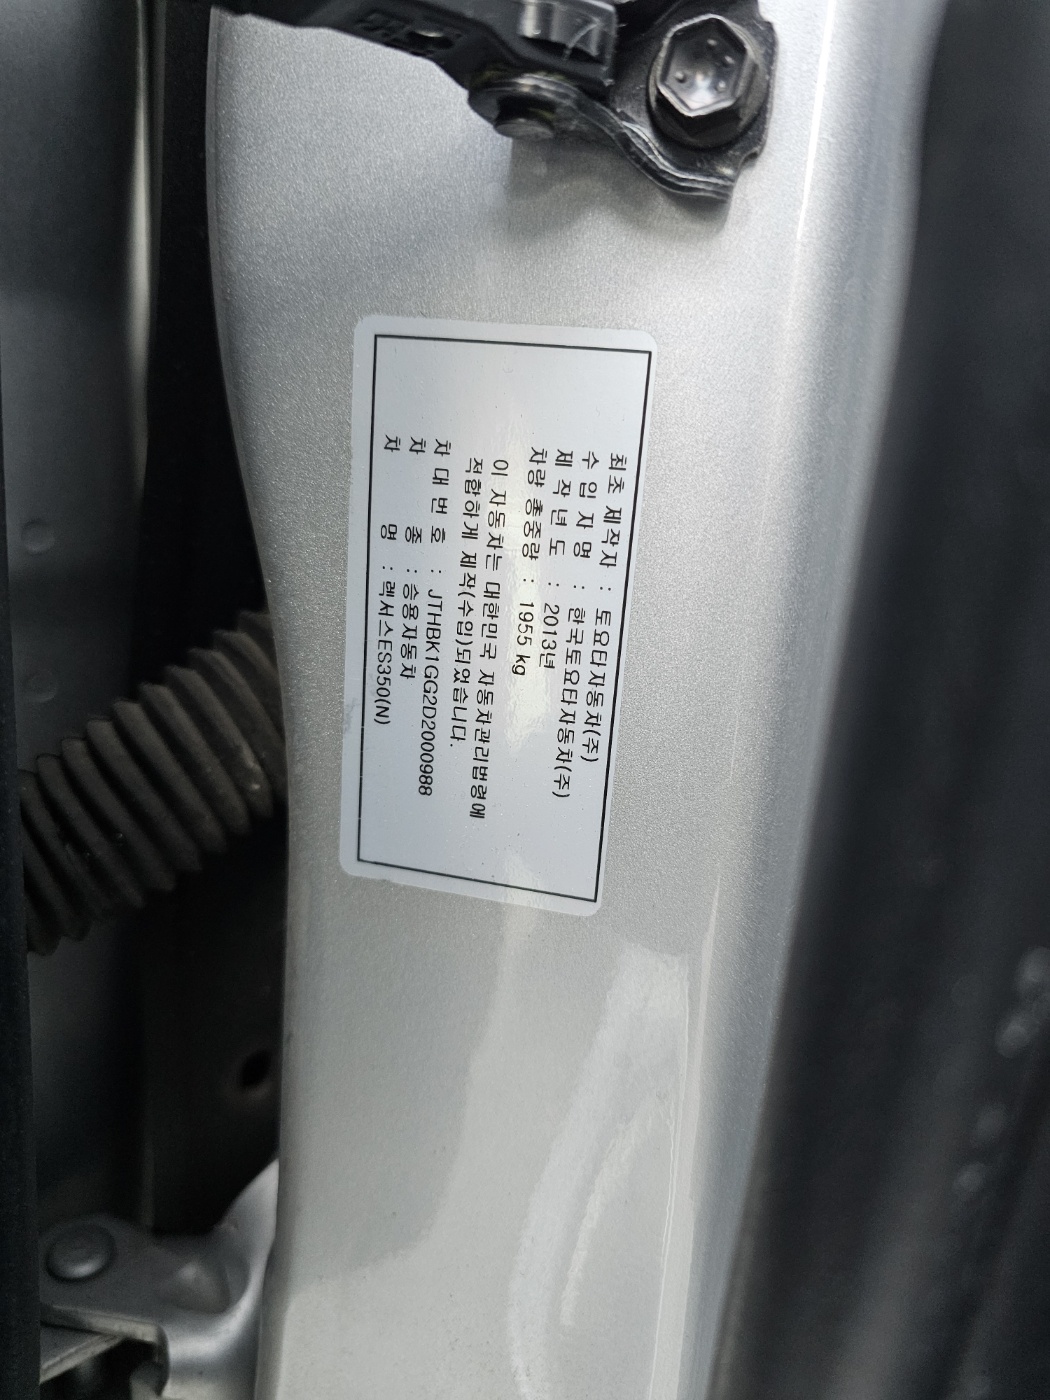 최초 제작자 : 토요타자동차(주)
수 입 자 명 : 한국토요타자동차(주)
제 작 년 도 : 2013년
차량 총중량 : 1955 kg
이 자동차는 대한민국 자동차관리법령에
적합하게 제작(수입)되었습니다.
차 대 번 호 : JTHBK1GG2D2000988
차 종 : 승용자동차
차 명 : 렉서스ES350(N)